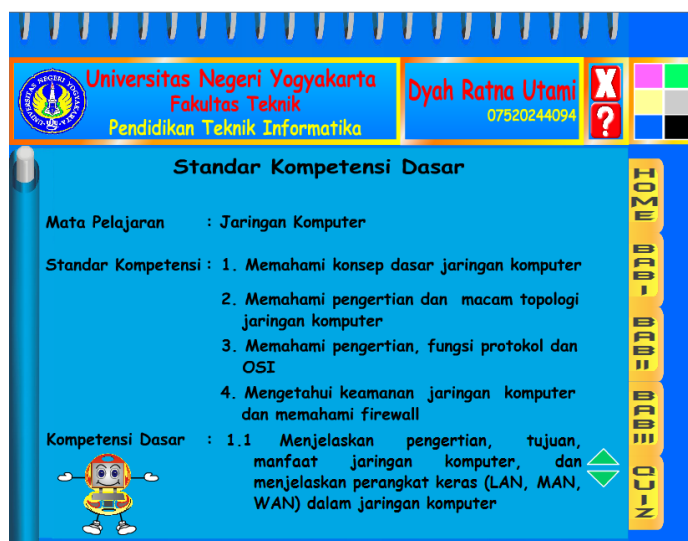 Universitas Negeri Yogyakarta
Fakultas Teknik
Pendidikan Teknik Informatika
Dyah Ratna Utami
07520244094
X
?
Standar Kompetensi Dasar
Mata Pelajaran : Jaringan Komputer
Standar Kompetensi : 1. Memahami konsep dasar jaringan komputer
2. Memahami pengertian dan macam topologi
jaringan komputer
3. Memahami pengertian, fungsi protokol dan
OSI
4. Mengetahui keamanan jaringan komputer
dan memahami firewall
Kompetensi Dasar : 1.1 Menjelaskan pengertian, tujuan,
manfaat jaringan komputer, dan
menjelaskan perangkat keras (LAN, MAN,
WAN) dalam jaringan komputer
HOME
BAB I
BAB II
BAB III
QUIZ